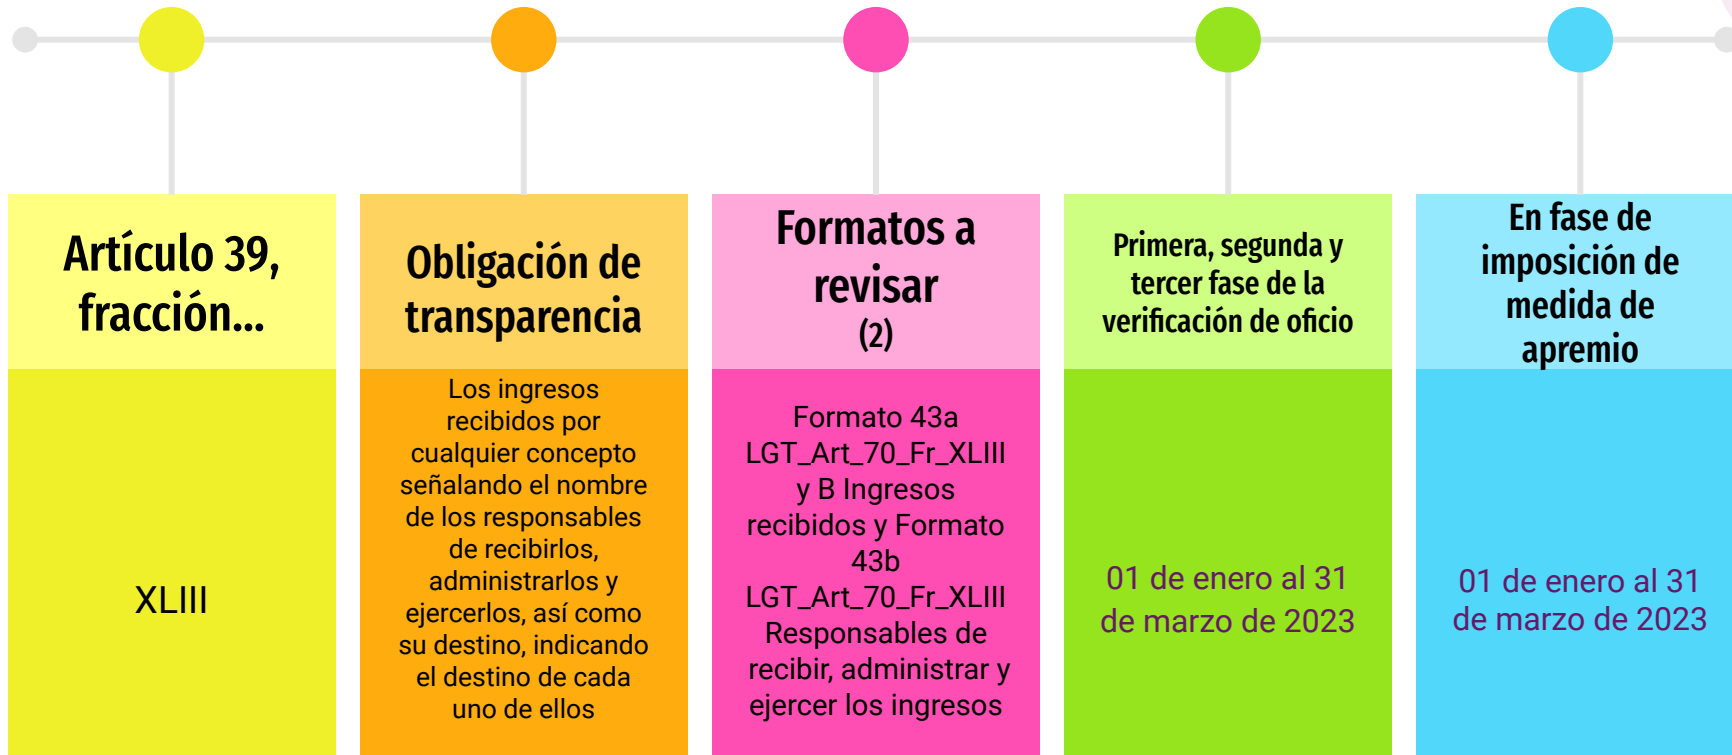 Artículo 39,
fracción...
XLIII
Obligación de
transparencia
Los ingresos
recibidos por
cualquier concepto
señalando el nombre
de los responsables
de recibirlos,
administrarlos y
ejercerlos, así como
su destino, indicando
el destino de cada
uno de ellos
Formatos a
revisar
(2)
Formato 43a
LGT_Art_70_Fr_XLIII
y B Ingresos
recibidos y Formato
43b
LGT_Art_70_Fr_XLIII
Responsables de
recibir, administrar y
ejercer los ingresos
Primera, segunda y
tercer fase de la
verificación de oficio
01 de enero al 31
de marzo de 2023
En fase de
imposición de
medida de
apremio
01 de enero al 31
de marzo de 2023